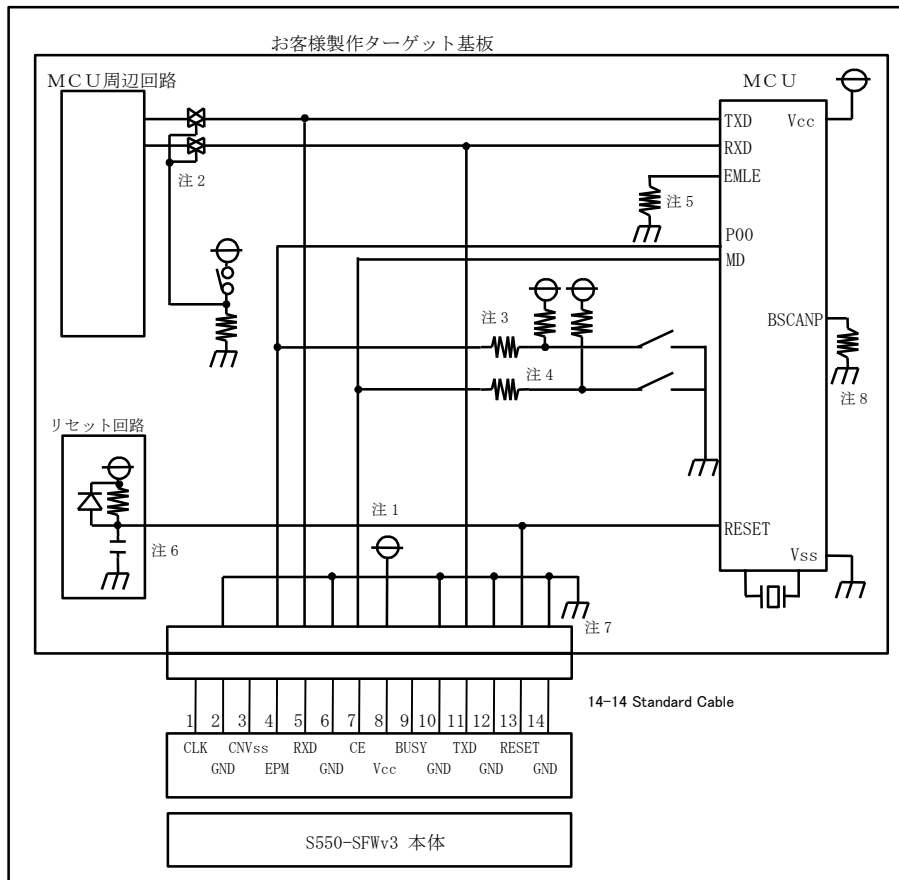 お客様製作ターゲット基板
MCU周辺回路
MCU
TXD
Vcc
RXD
注2
EMLE
注5
P00
MD
注3
BSCANP
注4
注8
リセット回路
注1
RESET
注6
Vss
注7
14-14 Standard Cable
1 2 3 4 5 6 7 8 9 10 11 12 13 14
CLK CNVss RXD CE BUSY TXD RESET
GND EPM GND Vcc GND GND GND
S550-SFWv3 本体